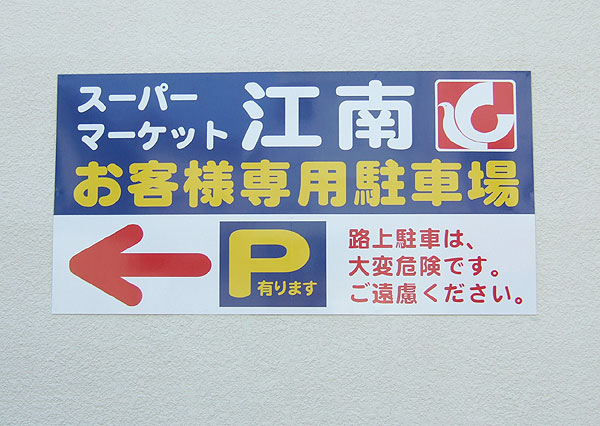 スーパー
マーケット
江南
お客様専用駐車場
P
有ります
路上駐車は、
大変危険です。
ご遠慮ください。